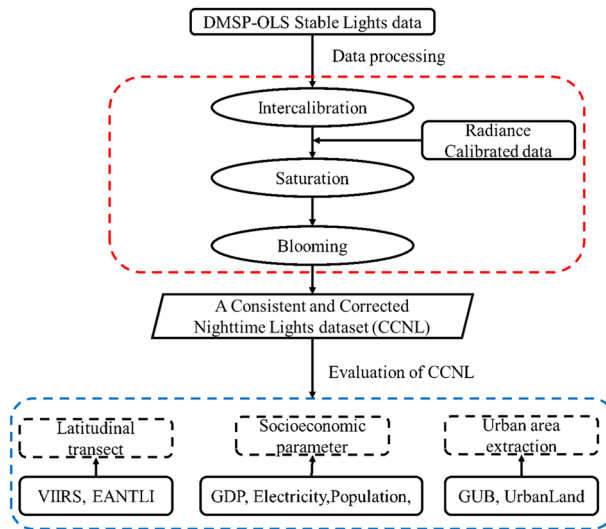 DMSP-OLS Stable Lights data
Data processing
Intercalibration
Radiance
Calibrated data
Saturation
Blooming
A Consistent and Corrected
Nighttime Lights dataset (CCNL)
Evaluation of CCNL
Latitudinal
transect
Socioeconomic
parameter
Urban area
extraction
VIIRS, EANTLI
GDP, Electricity,Population,
GUB, UrbanLand